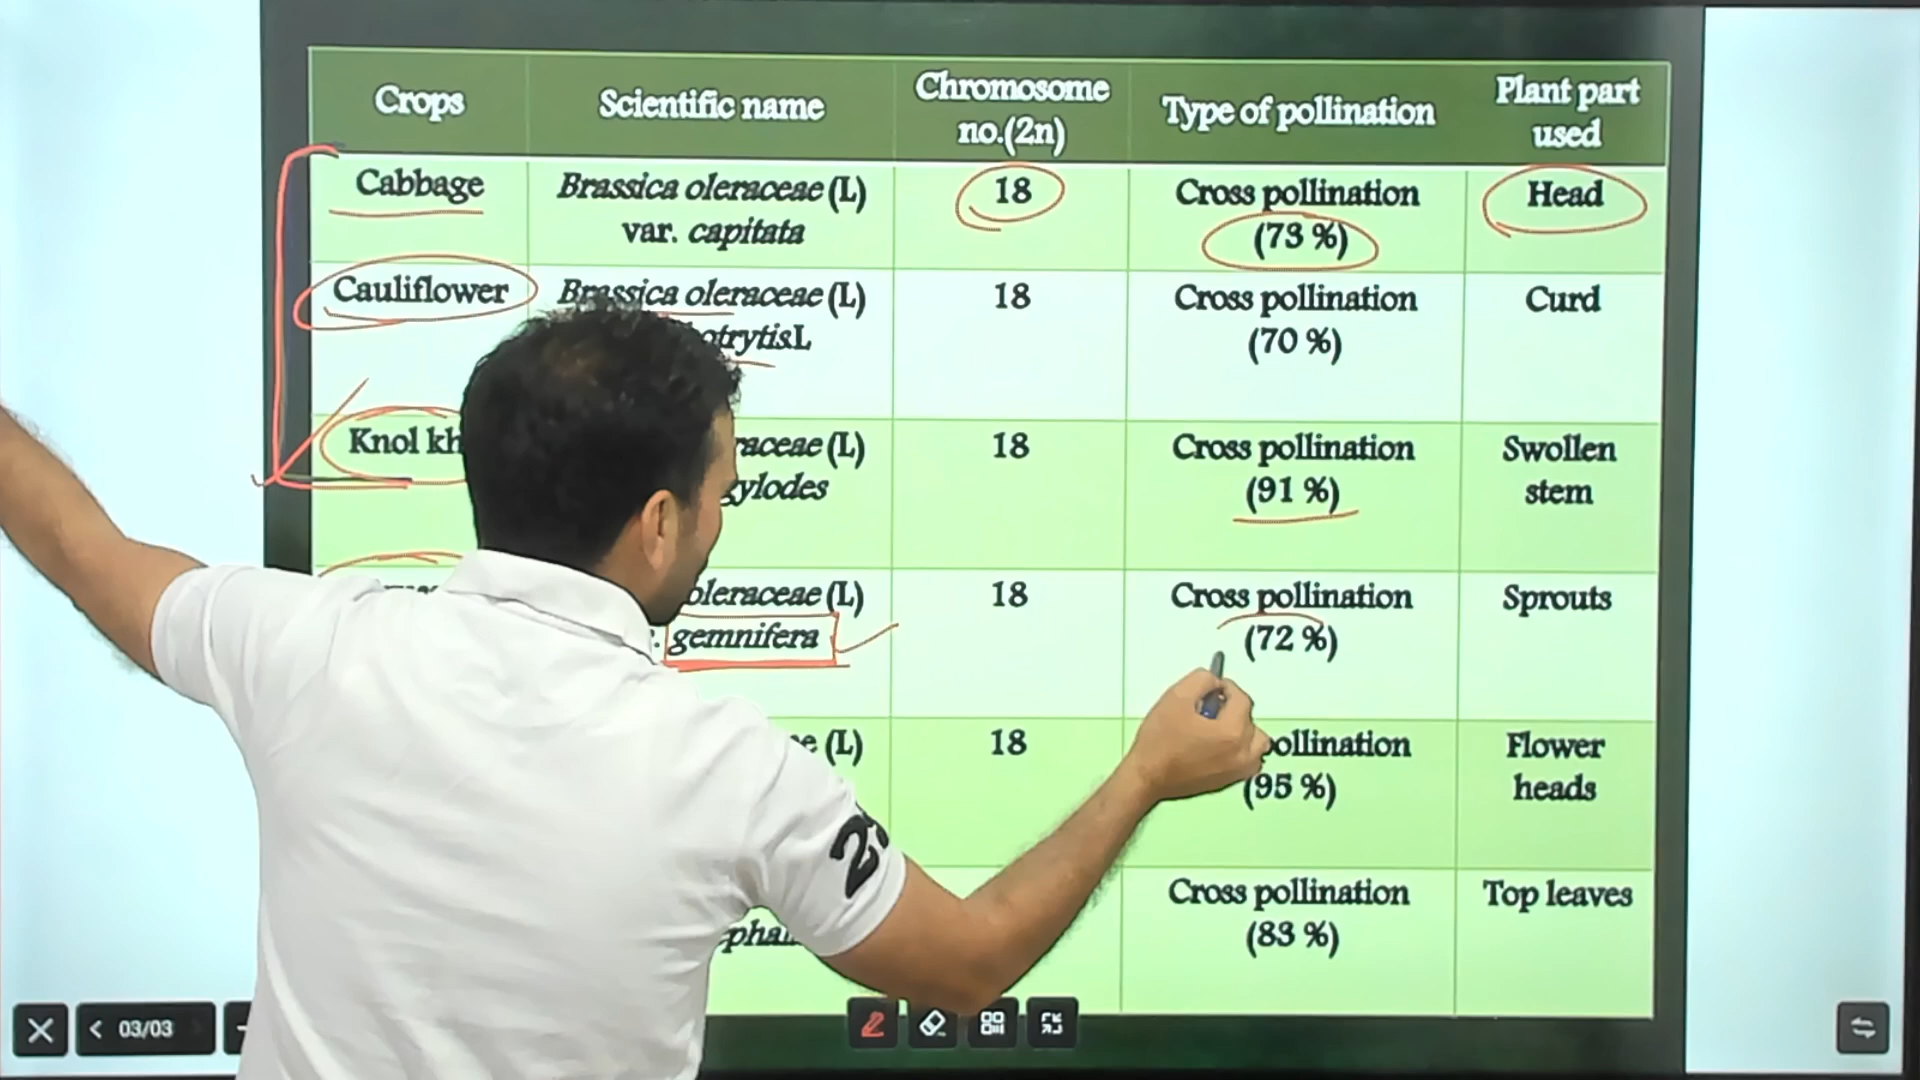 Crops
Scientific name
Chromosome
no.(2n)
Type of pollination
Plant part
used
Cabbage
Brassica oleraceae (L)
var. capitata
18
Cross pollination
(73 %)
Head
Cauliflower
Brassica oleraceae (L)
otrytisL
18
Cross pollination
(70 %)
Curd
Knol kh
raceae (L)
gylodes
18
Cross pollination
(91 %)
Swollen
stem
oleraceae (L)
gemnifera
18
Cross pollination
(72 %)
Sprouts
(L)
18
pollination
(95 %)
Flower
heads
Cross pollination
(83 %)
Top leaves
03/03